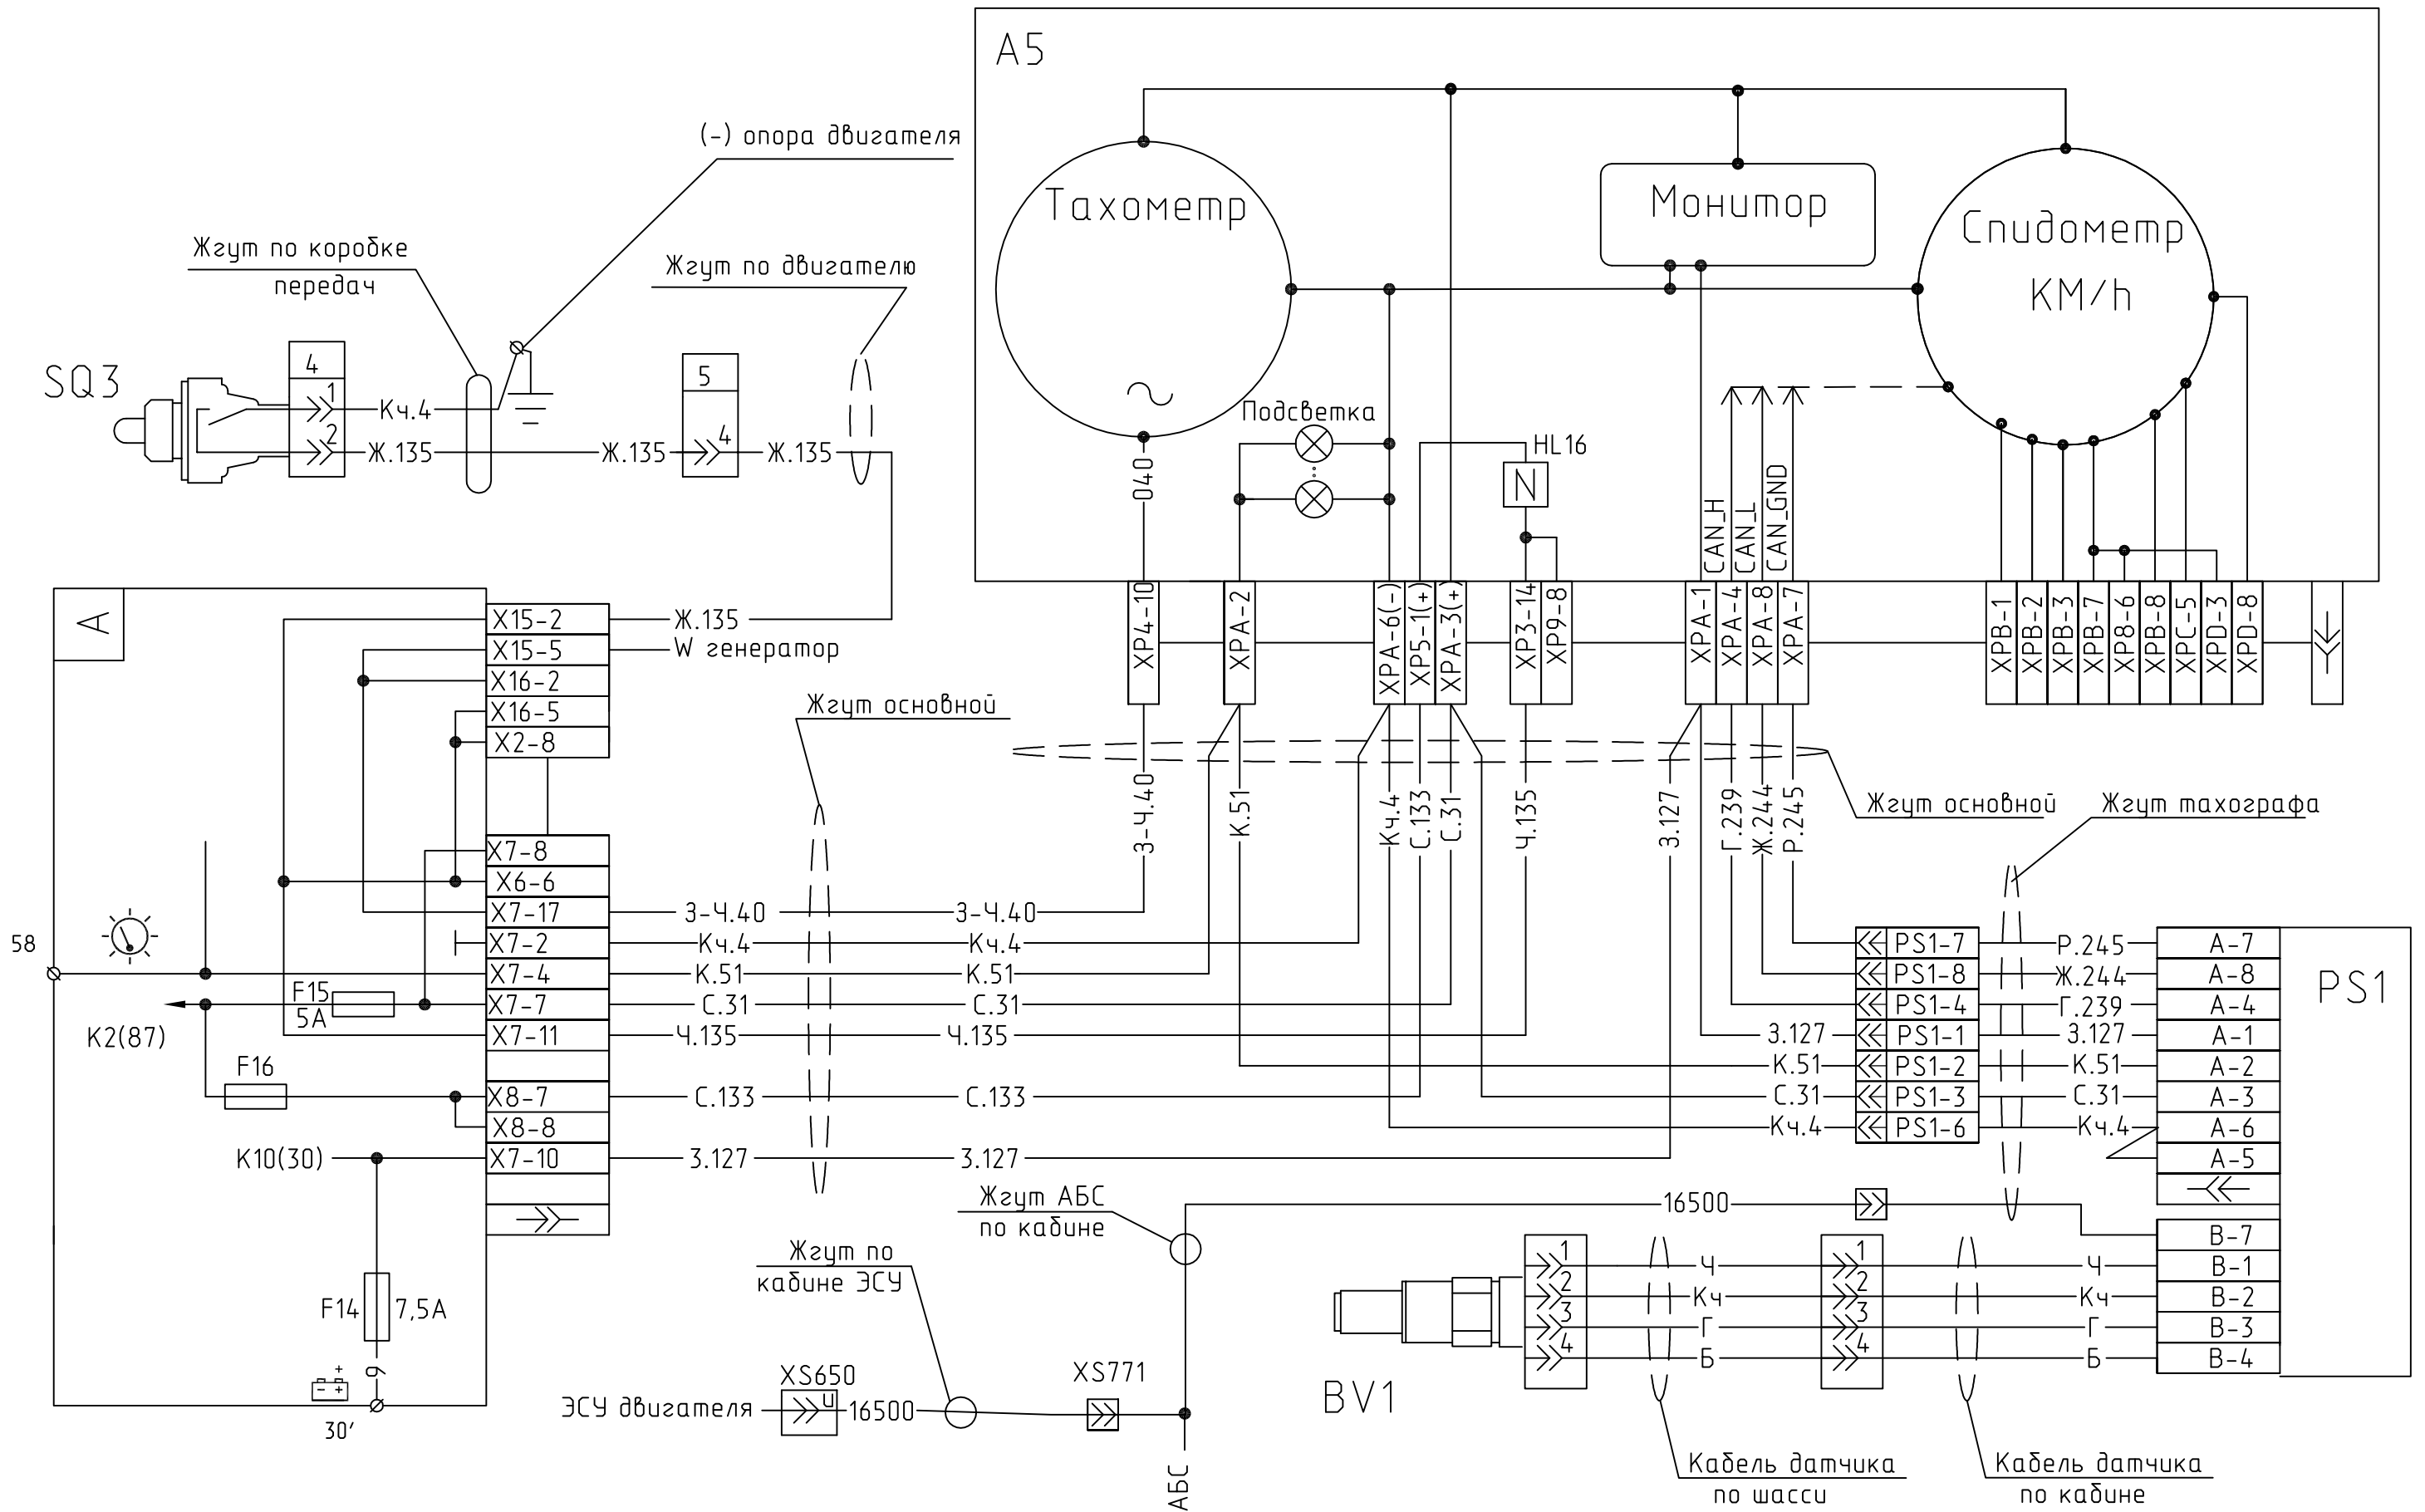 A5
(-) опора двигателя
Тахометр
Монитор
Спидометр
KM/h
Жгут по коробке
передач
Жгут по двигателю
SQ3
4
1
2
Кч.4
Ж.135
Ж.135
5
4
Ж.135
Подсветка
HL16
N
040
CAN_H
CAN_L
CAN_GND
A
X15-2
X15-5
X16-2
X16-5
X2-8
Ж.135
W генератор
XP4-10
XPA-2
XPA-6(-)
XP5-1(+)
XPA-3(+)
XP3-14
XP9-8
XPA-1
XPA-4
XPA-8
XPA-7
XPB-1
XPB-2
XPB-3
XPB-7
XP8-6
XPB-8
XPC-5
XPD-3
XPD-8
Жгут основной
З-Ч.40
К.51
Кч.4
С.133
С.31
Ч.135
З.127
Г.239
Ж.244
Р.245
Жгут основной
Жгут тахографа
X7-8
X6-6
X7-17
З-Ч.40
З-Ч.40
58
X7-2
Кч.4
Кч.4
X7-4
К.51
К.51
F15
5A
X7-7
С.31
С.31
K2(87)
X7-11
Ч.135
Ч.135
F16
X8-7
С.133
С.133
X8-8
K10(30)
X7-10
З.127
З.127
PS1-7
Р.245
A-7
PS1-8
Ж.244
A-8
PS1
PS1-4
Г.239
A-4
З.127
PS1-1
З.127
A-1
К.51
PS1-2
К.51
A-2
С.31
PS1-3
С.31
A-3
Кч.4
PS1-6
Кч.4
A-6
A-5
16500
B-7
Жгут АБС
по кабине
Жгут по
кабине ЭСУ
F14
7,5A
9
30'
1
2
3
4
Ч
Кч
Г
Б
1
2
3
4
Ч
Кч
Г
Б
B-1
B-2
B-3
B-4
BV1
XS650
XS771
ЭСУ двигателя
Ч
16500
АБС
Кабель датчика
по шасси
Кабель датчика
по кабине